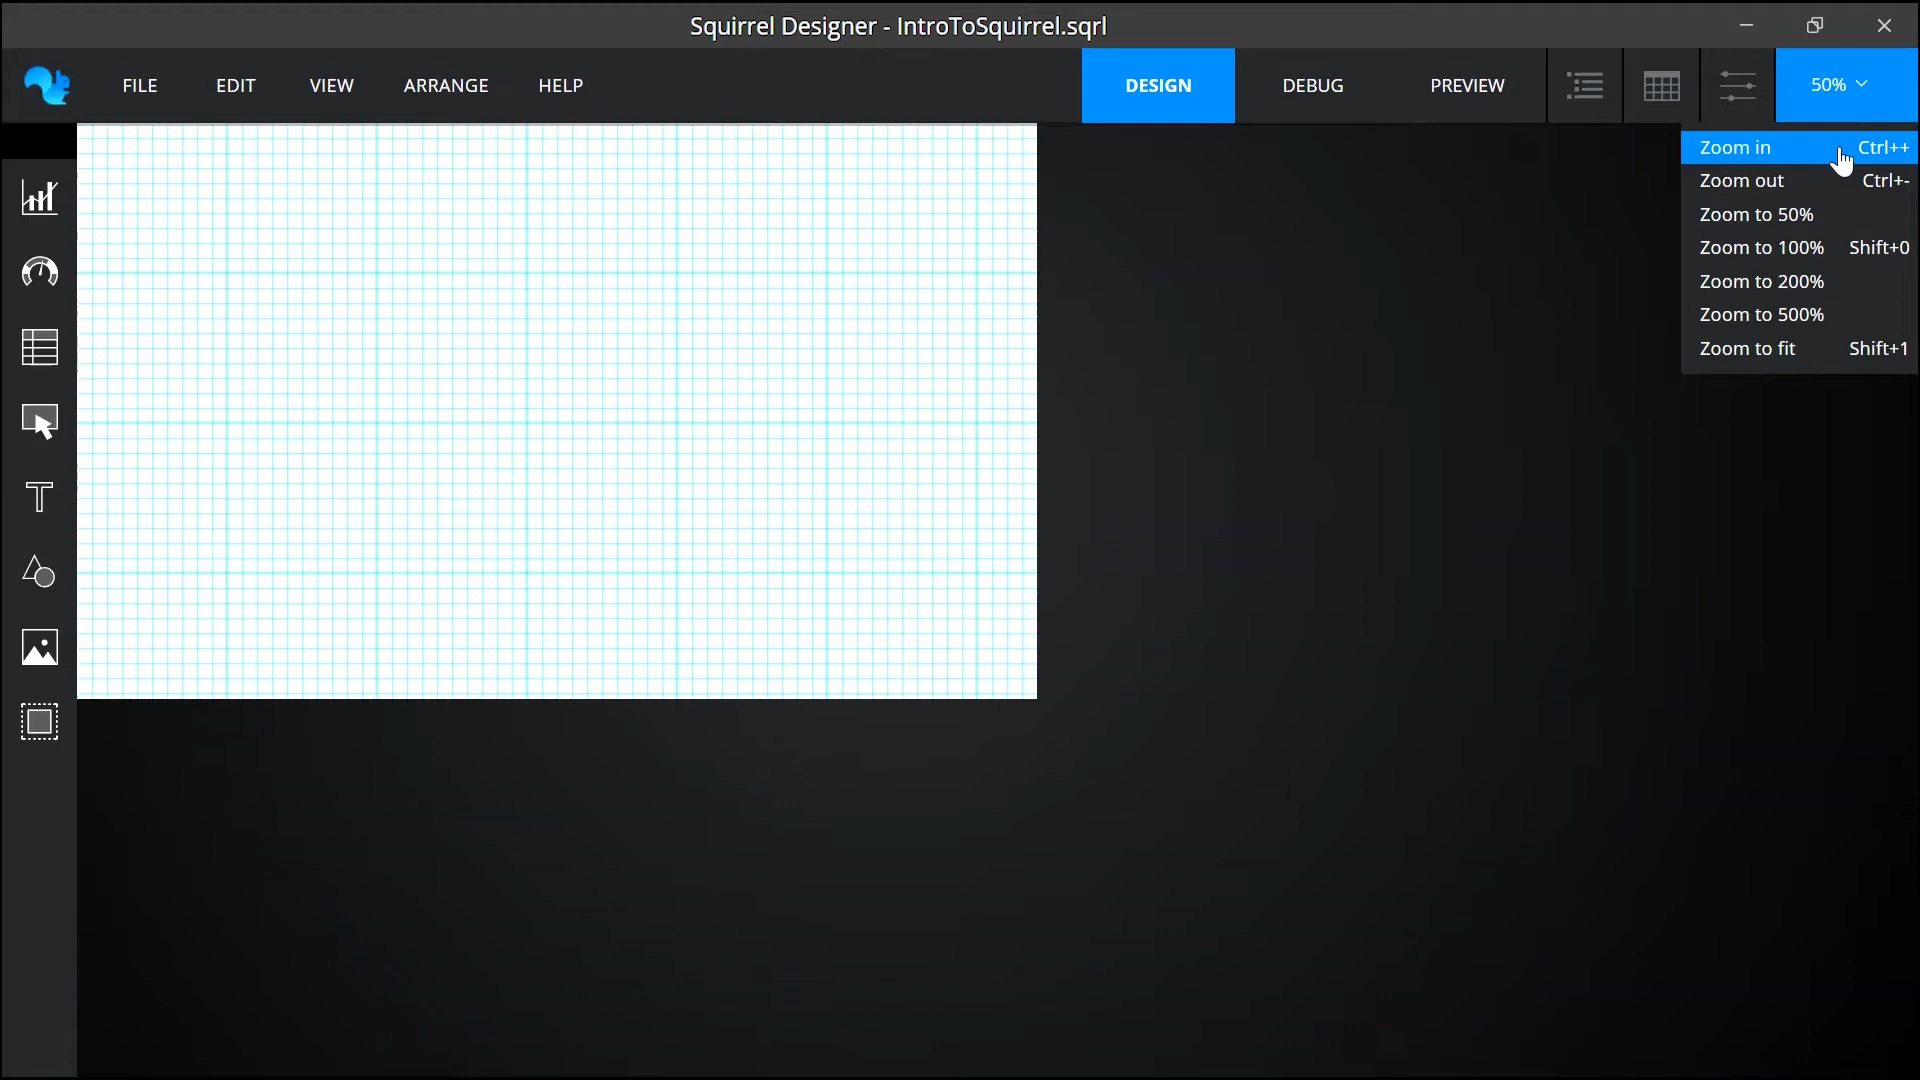 Squirrel Designer - IntroToSquirrel.sqrl
FILE EDIT VIEW ARRANGE HELP DESIGN DEBUG PREVIEW 50%
Zoom in Ctrl++
Zoom out Ctrl+-
Zoom to 50%
Zoom to 100% Shift+0
Zoom to 200%
Zoom to 500%
Zoom to fit Shift+1